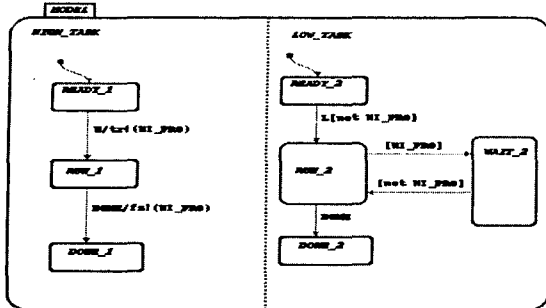 MODEL
HIGH_TASK
LOW_TASK
READY_1
READY_2
H/tr!(HI_PRO)
L[not HI_PRO]
RUN_1
RUN_2
[HI_PRO]
WAIT_2
[not HI_PRO]
DONE/fs!(HI_PRO)
DONE
DONE_1
DONE_2